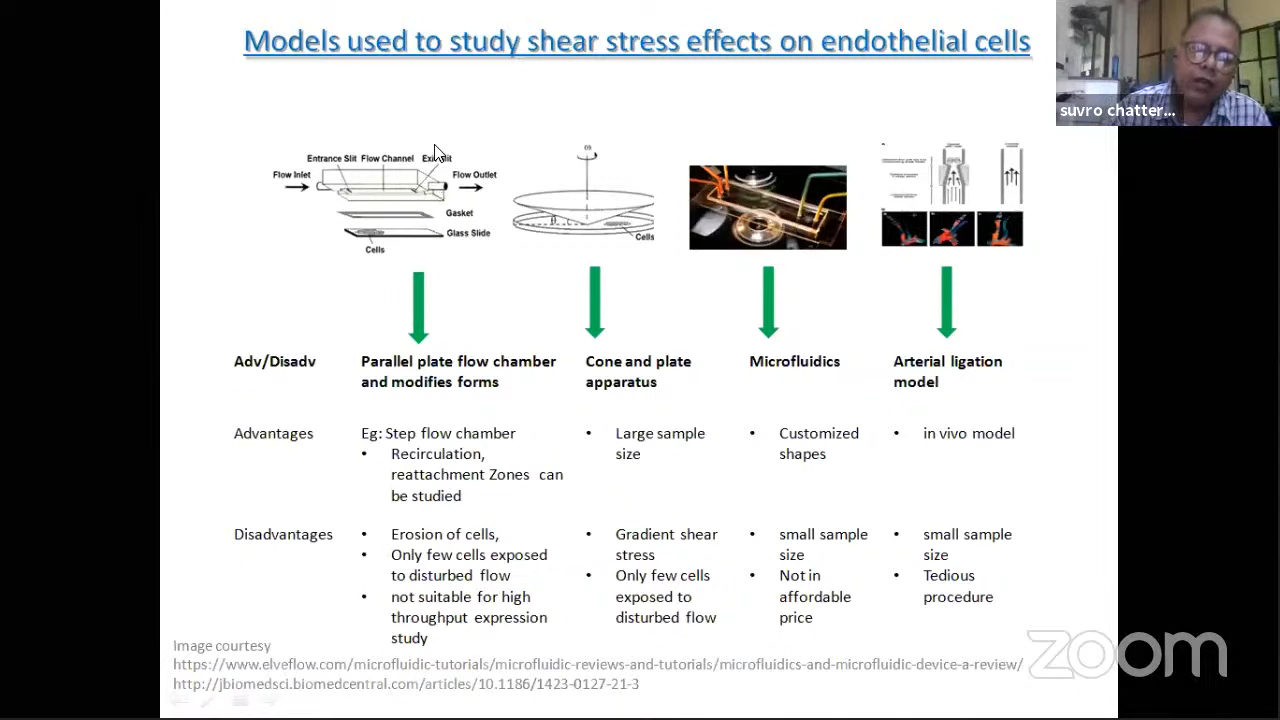 Models used to study shear stress effects on endothelial cells
suvro chatter...
Entrance Slit Flow Channel Exit Slit
Flow Inlet
Flow Outlet
Gasket
Glass Slide
Cells
ω
θ
Cells
Adv/Disadv
Parallel plate flow chamber
and modifies forms
Cone and plate
apparatus
Microfluidics
Arterial ligation
model
Advantages
Eg: Step flow chamber
• Recirculation,
reattachment Zones can
be studied
• Large sample
size
• Customized
shapes
• in vivo model
Disadvantages
• Erosion of cells,
• Only few cells exposed
to disturbed flow
• not suitable for high
throughput expression
study
• Gradient shear
stress
• Only few cells
exposed to
disturbed flow
• small sample
size
• Not in
affordable
price
• small sample
size
• Tedious
procedure
Image courtesy
https://www.elveflow.com/microfluidic-tutorials/microfluidic-reviews-and-tutorials/microfluidics-and-microfluidic-device-a-review/
http://jbiomedsci.biomedcentral.com/articles/10.1186/1423-0127-21-3
zoom